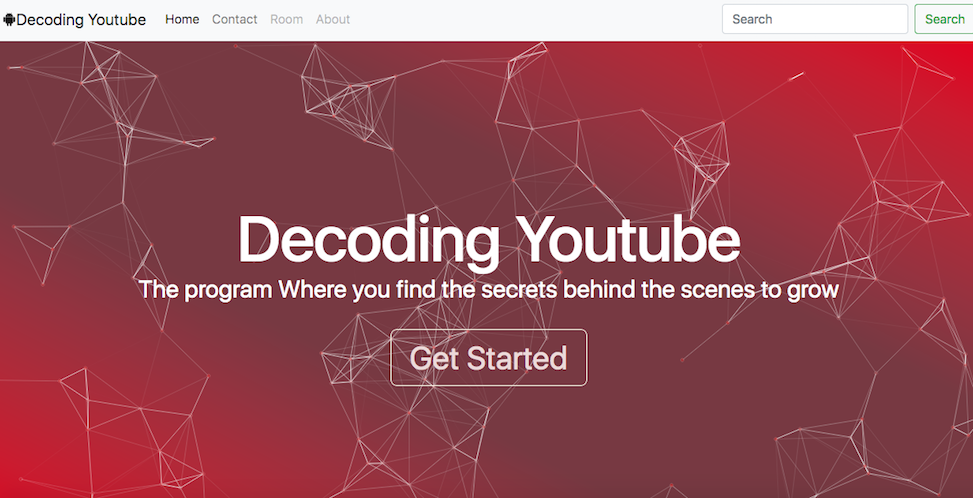 Decoding Youtube Home Contact Room About Search Search
Decoding Youtube
The program Where you find the secrets behind the scenes to grow
Get Started